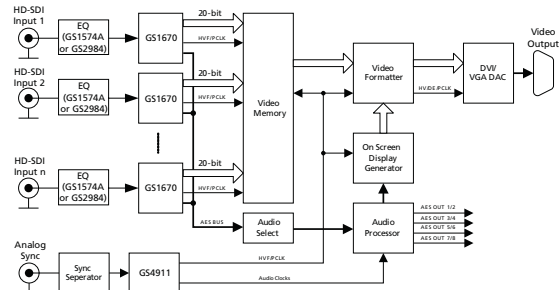 HD-SDI
Input 1
EQ
(GS1574A
or GS2984)
GS1670
20-bit
HVF/PCLK
HD-SDI
Input 2
EQ
(GS1574A
or GS2984)
GS1670
20-bit
HVF/PCLK
HD-SDI
Input n
EQ
(GS1574A
or GS2984)
GS1670
20-bit
HVF/PCLK
AES BUS
Video
Memory
Video
Formatter
HV/DE/PCLK
DVI/
VGA DAC
Video
Output
On Screen
Display
Generator
Audio
Select
Audio
Processor
AES OUT 1/2
AES OUT 3/4
AES OUT 5/6
AES OUT 7/8
Analog
Sync
Sync
Seperator
GS4911
HVF/PCLK
Audio Clocks